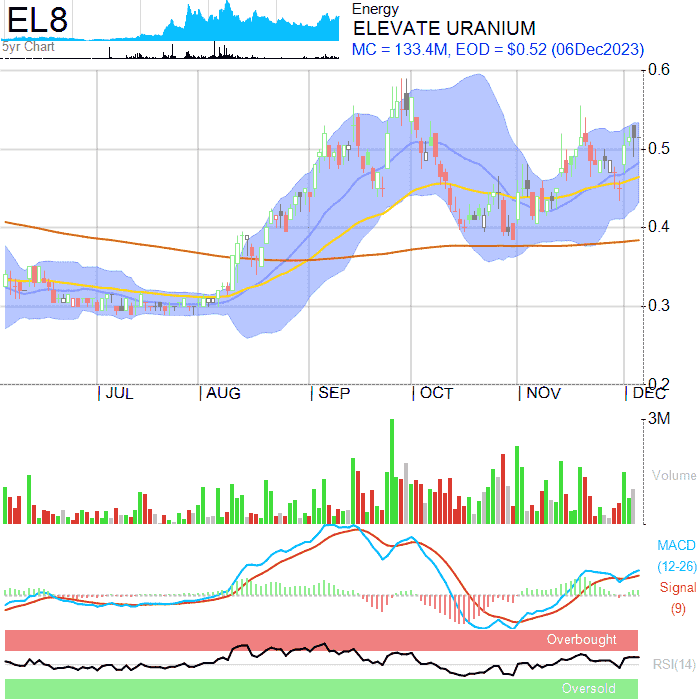 EL8
Energy
ELEVATE URANIUM
MC = 133.4M, EOD = $0.52 (06Dec2023)
5yr Chart
0.6
0.5
0.4
0.3
0.2
JUL AUG SEP OCT NOV DEC
3M
Volume
MACD
(12-26)
Signal
(9)
Overbought
RSI(14)
Oversold